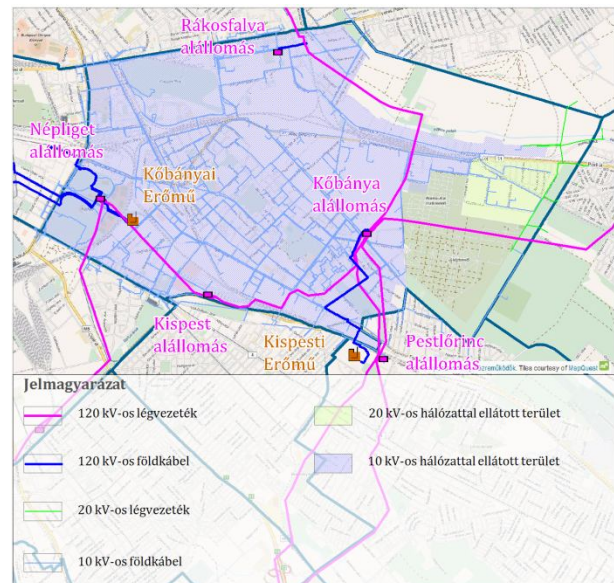 Rákosfalva
alállomás
Népliget
alállomás
Kőbányai
Erőmű
Kőbánya
alállomás
Kispest
alállomás
Kispesti
Erőmű
Pestlőrinc
alállomás
Tiles courtesy of MapQuest
Jelmagyarázat
120 kV-os légvezeték
120 kV-os földkábel
20 kV-os légvezeték
10 kV-os földkábel
20 kV-os hálózattal ellátott terület
10 kV-os hálózattal ellátott terület